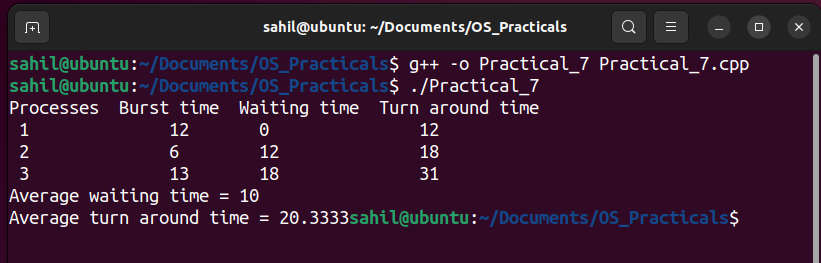 sahil@ubuntu: ~/Documents/OS_Practicals
sahil@ubuntu:~/Documents/OS_Practicals$ g++ -o Practical_7 Practical_7.cpp
sahil@ubuntu:~/Documents/OS_Practicals$ ./Practical_7
Processes  Burst time  Waiting time  Turn around time
 1              12       0               12
 2              6        12              18
 3              13       18              31
Average waiting time = 10
Average turn around time = 20.3333sahil@ubuntu:~/Documents/OS_Practicals$